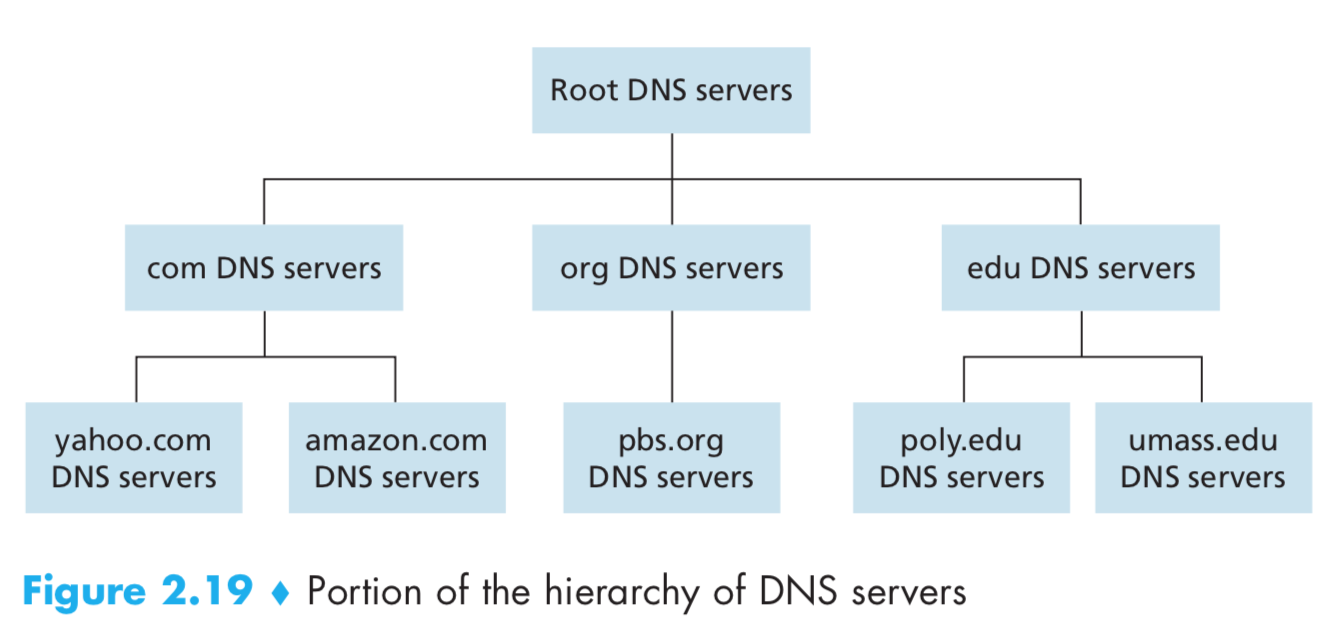 Root DNS servers
com DNS servers
org DNS servers
edu DNS servers
yahoo.com
DNS servers
amazon.com
DNS servers
pbs.org
DNS servers
poly.edu
DNS servers
umass.edu
DNS servers
Figure 2.19 ♦ Portion of the hierarchy of DNS servers